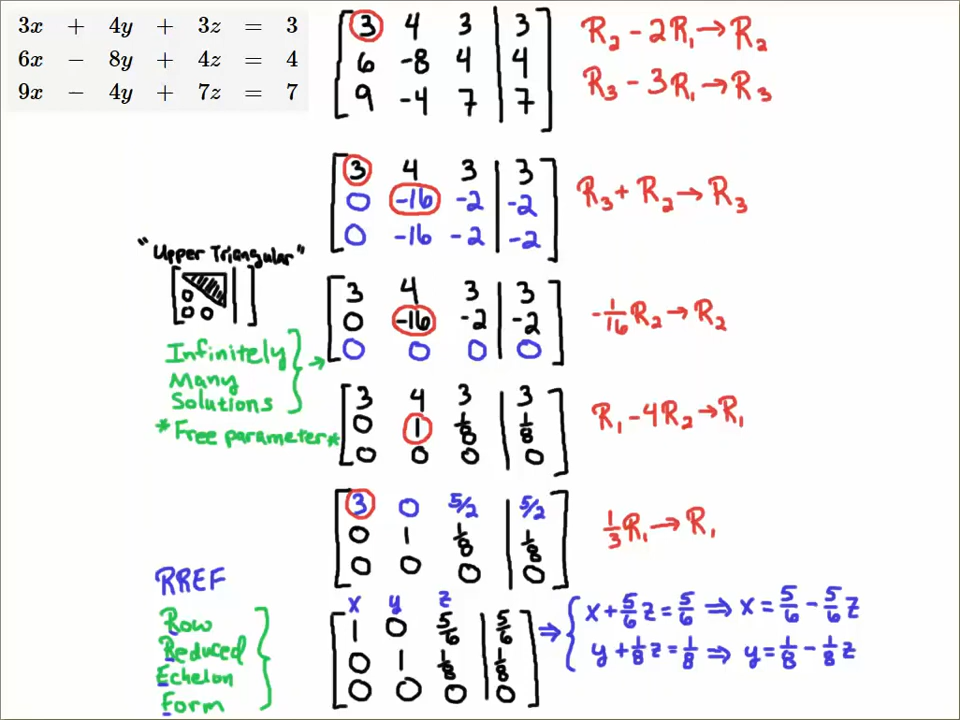 3x + 4y + 3z = 3
6x − 8y + 4z = 4
9x − 4y + 7z = 7
3 4 3 | 3
6 -8 4 | 4
9 -4 7 | 7
R₂ - 2R₁ → R₂
R₃ - 3R₁ → R₃
3 4 3 | 3
0 -16 -2 | -2
0 -16 -2 | -2
R₃ + R₂ → R₃
"Upper Triangular"
0
0 0
3 4 3 | 3
0 -16 -2 | -2
0 0 0 | 0
-1/16 R₂ → R₂
Infinitely
Many
Solutions
*Free parameter*
3 4 3 | 3
0 1 1/8 | 1/8
0 0 0 | 0
R₁ - 4R₂ → R₁
3 0 5/2 | 5/2
0 1 1/8 | 1/8
0 0 0 | 0
1/3 R₁ → R₁
RREF
Row
Reduced
Echelon
Form
x y z
1 0 5/6 | 5/6
0 1 1/8 | 1/8
0 0 0 | 0
⇒ { x + 5/6 z = 5/6 ⇒ x = 5/6 - 5/6 z
y + 1/8 z = 1/8 ⇒ y = 1/8 - 1/8 z